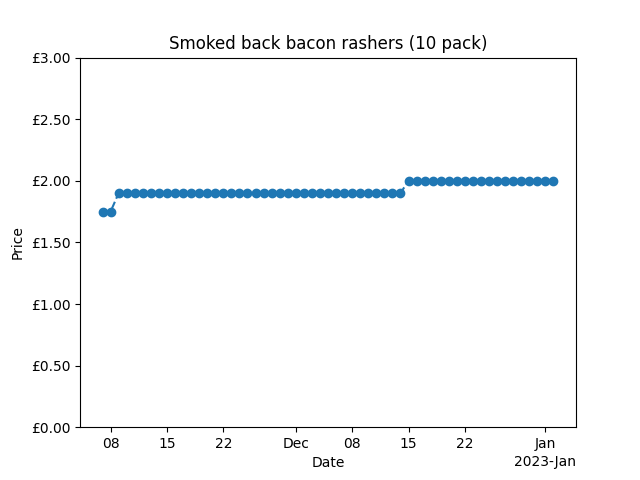 Smoked back bacon rashers (10 pack)
£3.00
£2.50
£2.00
£1.50
£1.00
£0.50
£0.00
Price
08 15 22 Dec 08 15 22 Jan
2023-Jan
Date